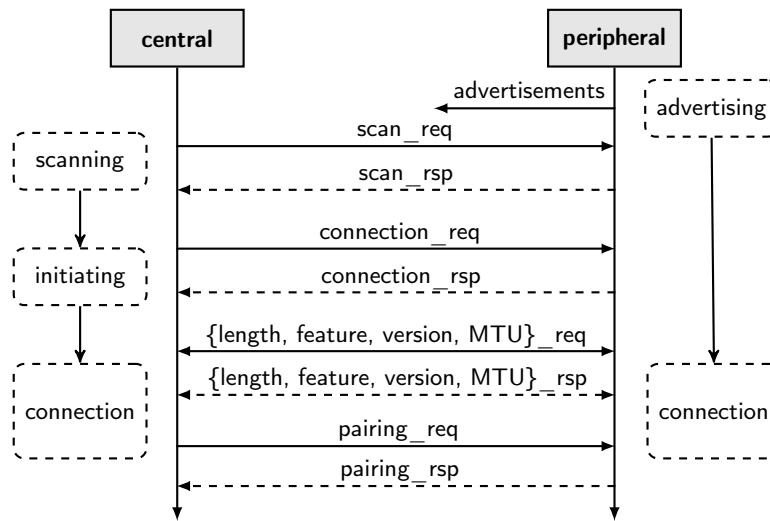 central
peripheral
advertisements
advertising
scan_req
scanning
scan_rsp
connection_req
initiating
connection_rsp
{length, feature, version, MTU}_req
{length, feature, version, MTU}_rsp
connection
connection
pairing_req
pairing_rsp